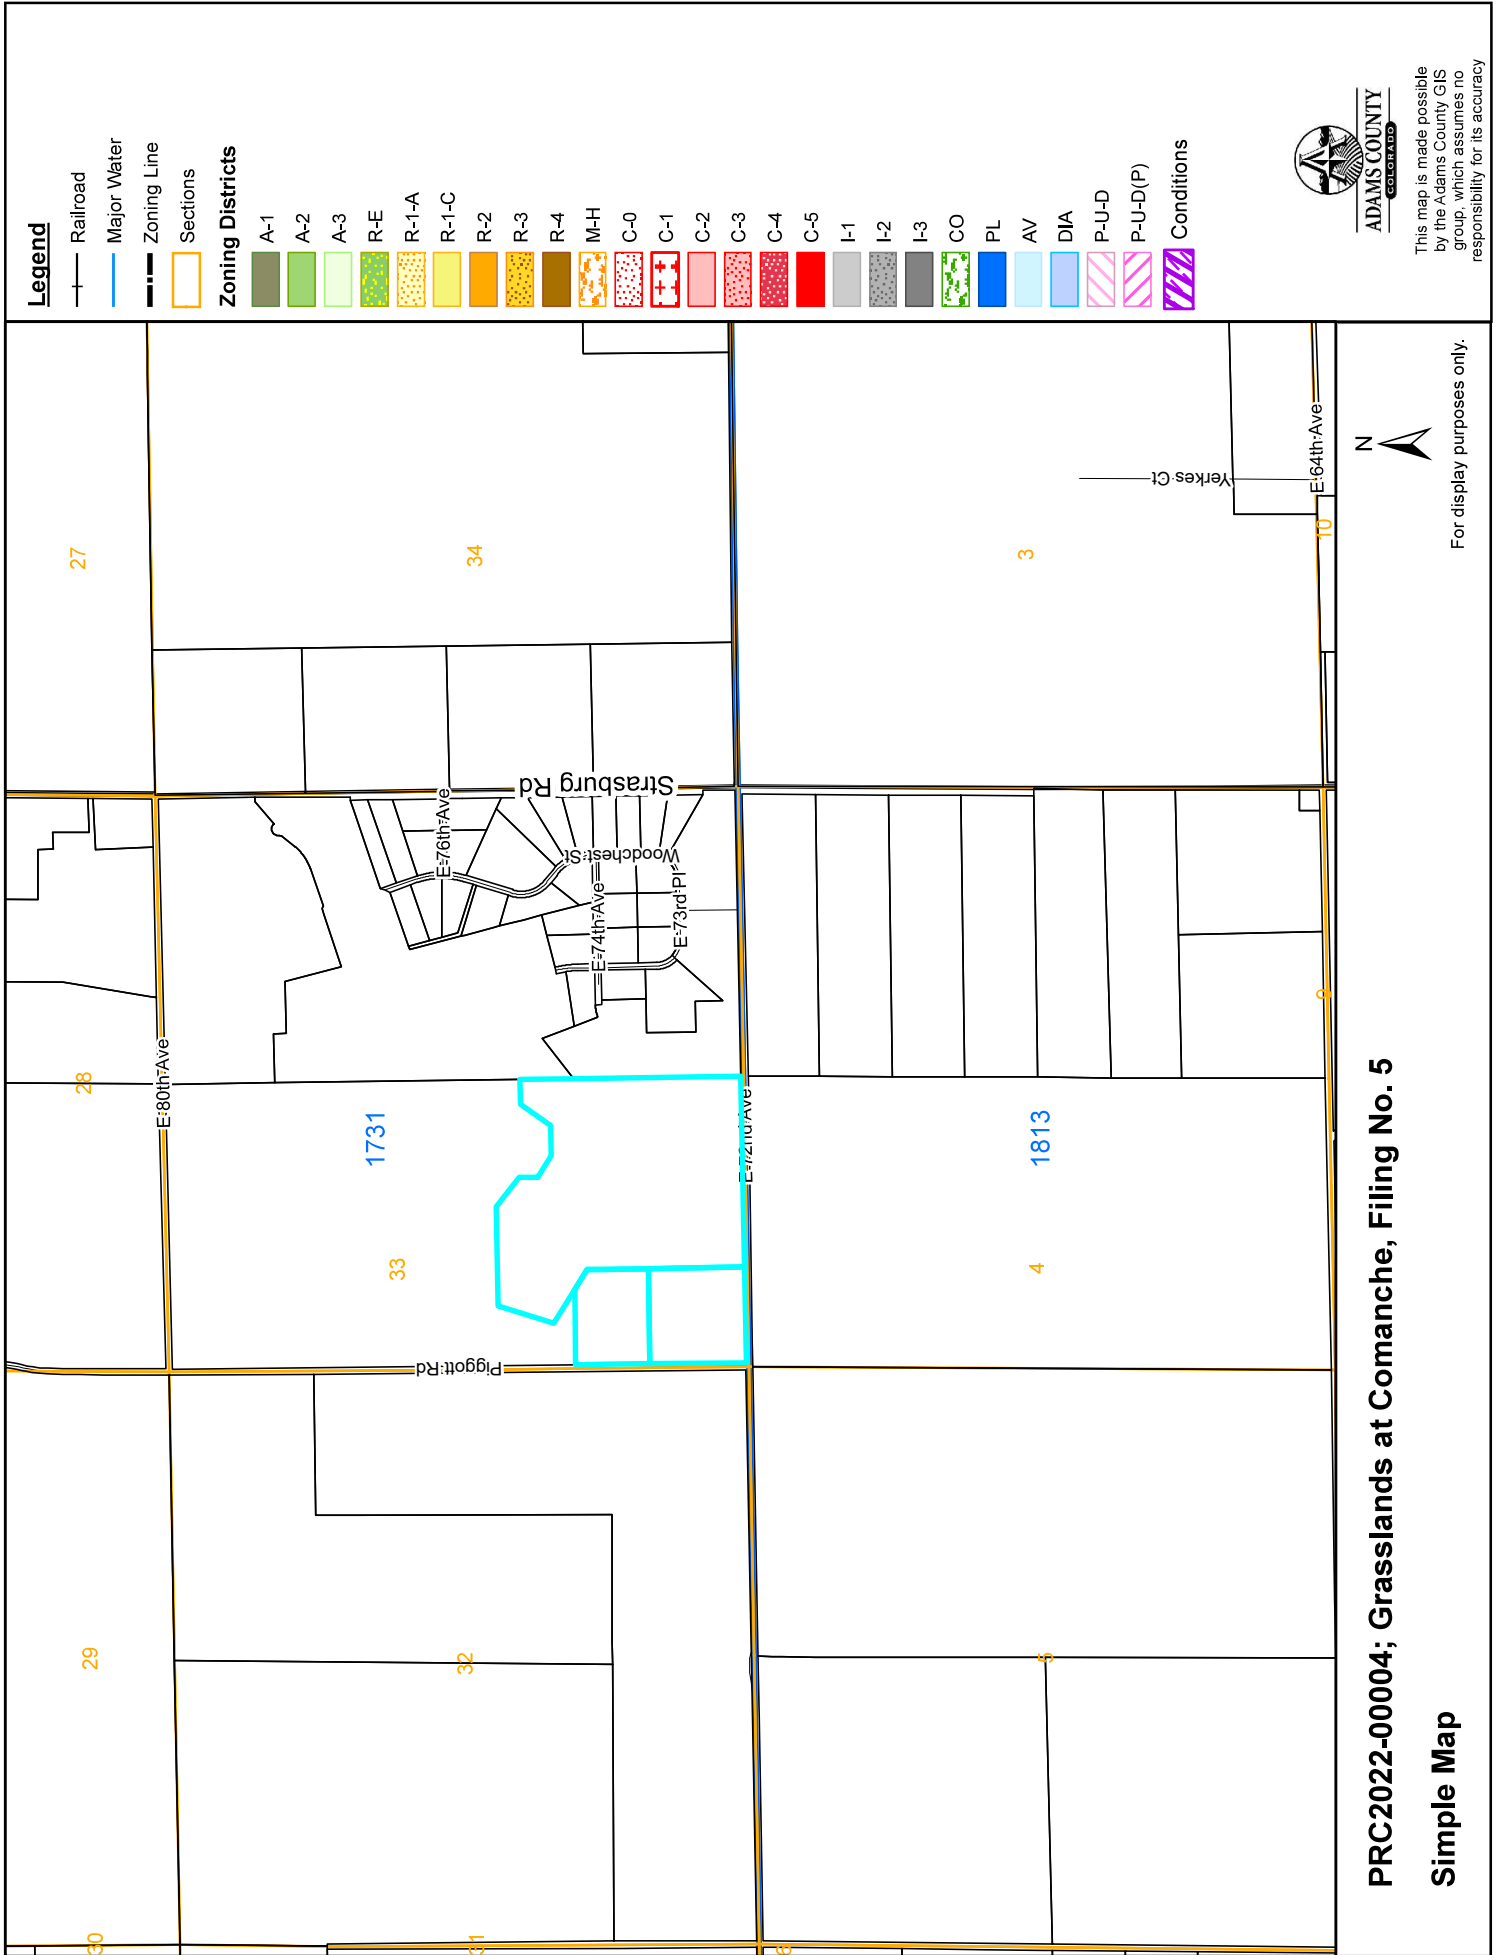 Legend
Railroad
Major Water
Zoning Line
Sections
Zoning Districts
A-1
A-2
A-3
R-E
R-1-A
R-1-C
R-2
R-3
R-4
M-H
C-0
C-1
C-2
C-3
C-4
C-5
I-1
I-2
I-3
CO
PL
AV
DIA
P-U-D
P-U-D(P)
Conditions
ADAMS COUNTY
COLORADO
This map is made possible
by the Adams County GIS
group, which assumes no
responsibility for its accuracy
30
29
28
27
E 80th Ave
31
32
33
1731
34
Piggott Rd
E 76th Ave
Strasburg Rd
Woodchest St
E 74th Ave
E 73rd Pl
E 72nd Ave
6
5
4
1813
3
Yerkes Ct
9
10
E 64th Ave
N
For display purposes only.
PRC2022-00004; Grasslands at Comanche, Filing No. 5
Simple Map